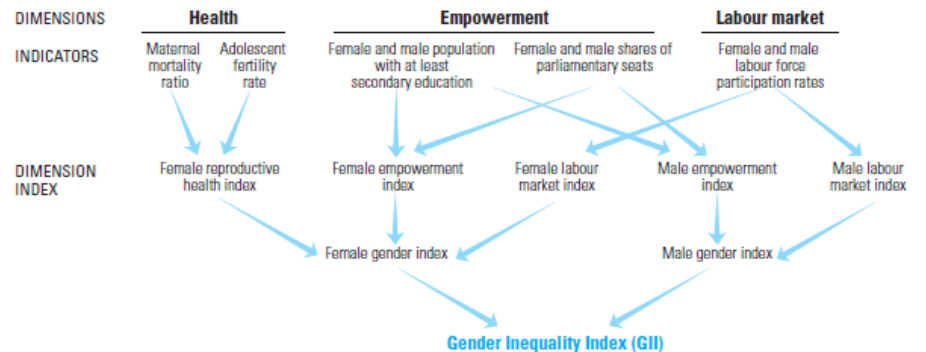 DIMENSIONS
Health
Empowerment
Labour market
INDICATORS
Maternal
mortality
ratio
Adolescent
fertility
rate
Female and male population
with at least
secondary education
Female and male shares of
parliamentary seats
Female and male
labour force
participation rates
DIMENSION
INDEX
Female reproductive
health index
Female empowerment
index
Female labour
market index
Male empowerment
index
Male labour
market index
Female gender index
Male gender index
Gender Inequality Index (GII)